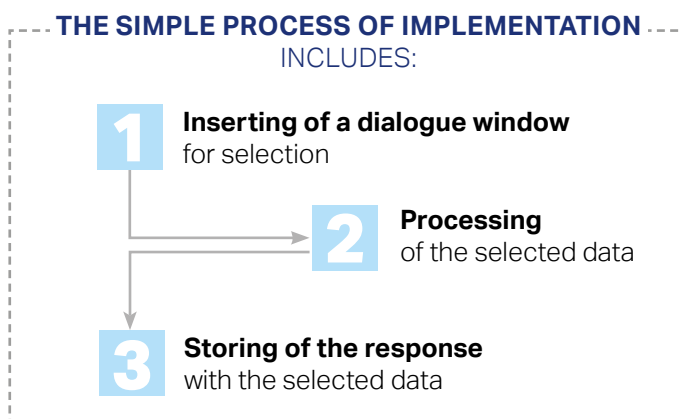 THE SIMPLE PROCESS OF IMPLEMENTATION
INCLUDES:
1
Inserting of a dialogue window
for selection
2
Processing
of the selected data
3
Storing of the response
with the selected data